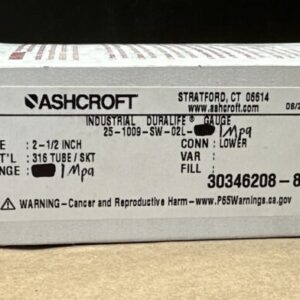 ASHCROFT
STRATFORD, CT 06614
www.ashcroft.com
INDUSTRIAL DURALIFE® GAUGE
25-1009-SW-02L- 1Mpa
E : 2-1/2 INCH CONN : LOWER
T'L : 316 TUBE / SKT VAR :
NGE : 1Mpa FILL :
30346208-8
⚠ WARNING-Cancer and Reproductive Harm-www.P65Warnings.ca.gov